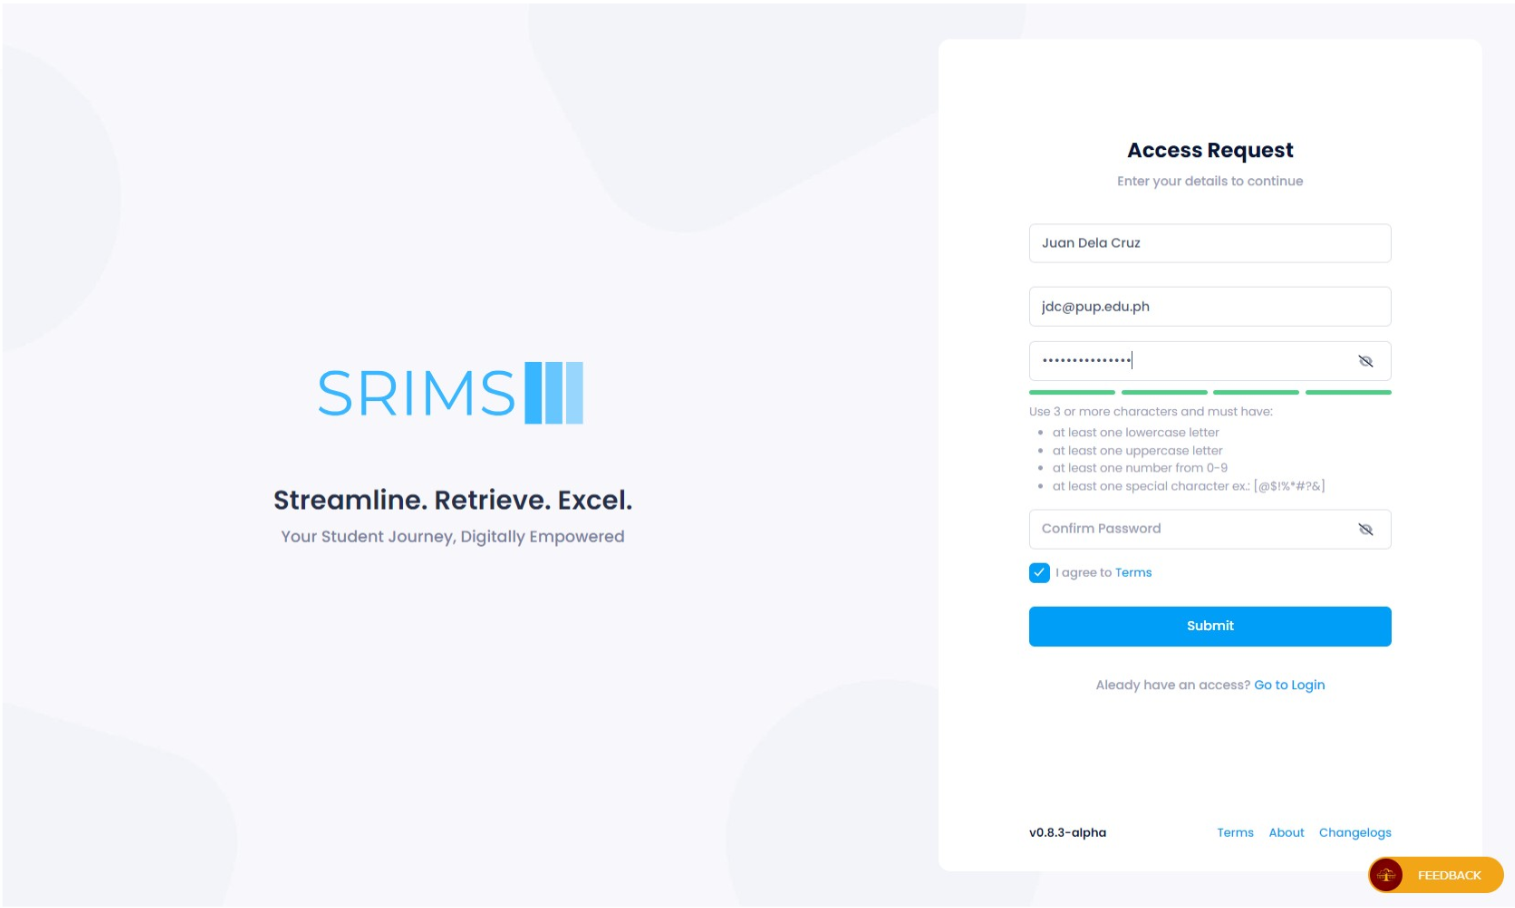 SRIMS
Streamline. Retrieve. Excel.
Your Student Journey, Digitally Empowered
Access Request
Enter your details to continue
Juan Dela Cruz
jdc@pup.edu.ph
•••••••••••••••
Use 3 or more characters and must have:
• at least one lowercase letter
• at least one uppercase letter
• at least one number from 0-9
• at least one special character ex.: [@$!%*#?&]
Confirm Password
I agree to Terms
Submit
Aleady have an access? Go to Login
v0.8.3-alpha Terms About Changelogs
FEEDBACK